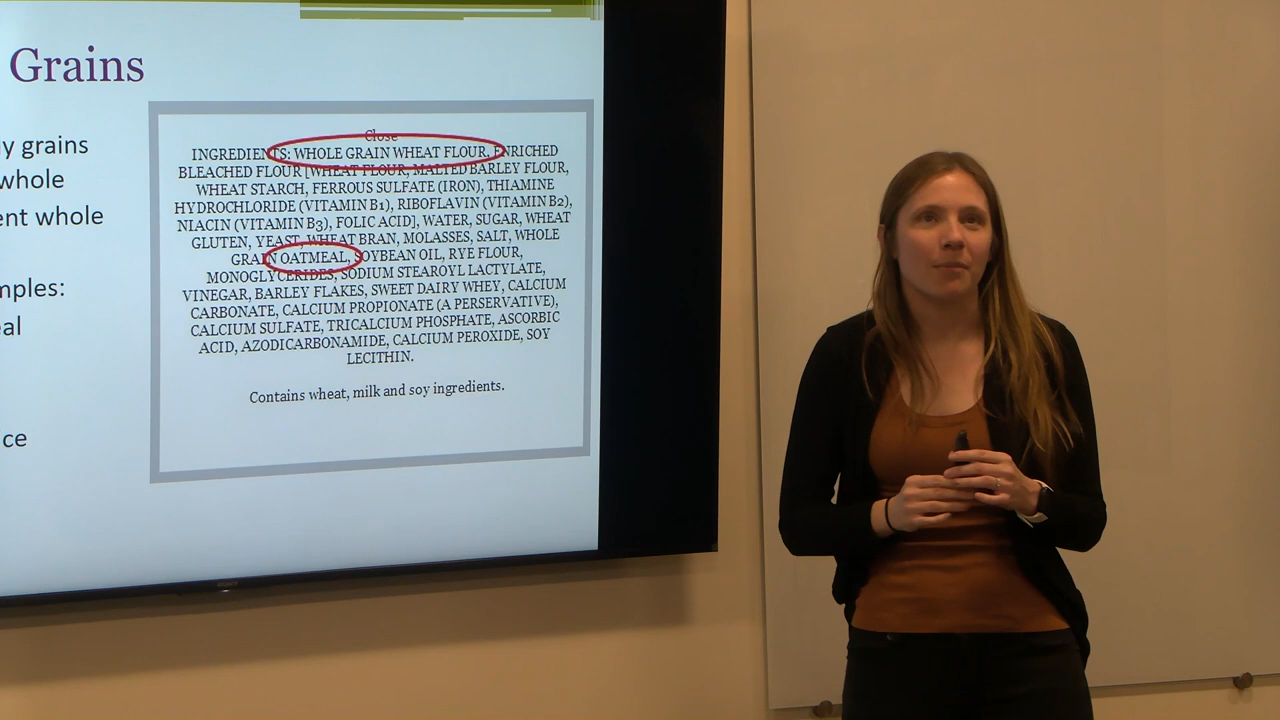 Grains
y grains
whole
ent whole
mples:
al
ice
Close
INGREDIENTS: WHOLE GRAIN WHEAT FLOUR, ENRICHED
BLEACHED FLOUR [WHEAT FLOUR, MALTED BARLEY FLOUR,
WHEAT STARCH, FERROUS SULFATE (IRON), THIAMINE
HYDROCHLORIDE (VITAMIN B1), RIBOFLAVIN (VITAMIN B2),
NIACIN (VITAMIN B3), FOLIC ACID], WATER, SUGAR, WHEAT
GLUTEN, YEAST, WHEAT BRAN, MOLASSES, SALT, WHOLE
GRAIN OATMEAL, SOYBEAN OIL, RYE FLOUR,
MONOGLYCERIDES, SODIUM STEAROYL LACTYLATE,
VINEGAR, BARLEY FLAKES, SWEET DAIRY WHEY, CALCIUM
CARBONATE, CALCIUM PROPIONATE (A PERSERVATIVE),
CALCIUM SULFATE, TRICALCIUM PHOSPHATE, ASCORBIC
ACID, AZODICARBONAMIDE, CALCIUM PEROXIDE, SOY
LECITHIN.
Contains wheat, milk and soy ingredients.